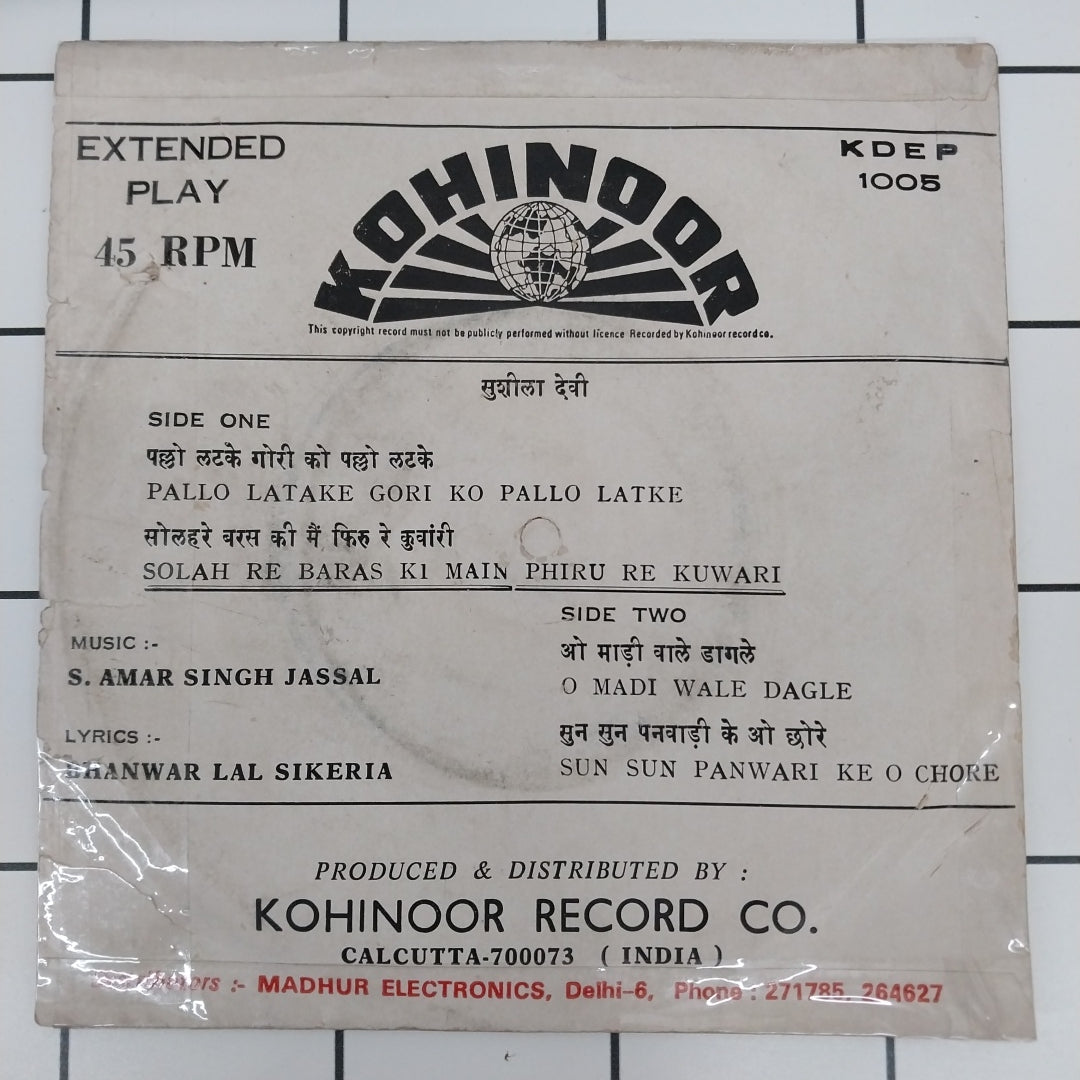 EXTENDED
PLAY
45 RPM
KOHINOOR
KDEP
1005
This copyright record must not be publicly performed without licence Recorded by Kohinoor record co.
सुशीला देवी
SIDE ONE
पल्लो लटके गोरी को पल्लो लटके
PALLO LATAKE GORI KO PALLO LATKE
सोलहरे बरस की मैं फिरु रे कुवांरी
SOLAH RE BARAS KI MAIN PHIRU RE KUWARI
MUSIC :-
S. AMAR SINGH JASSAL
LYRICS :-
BHANWAR LAL SIKERIA
SIDE TWO
ओ माड़ी वाले डागले
O MADI WALE DAGLE
सुन सुन पनवाड़ी के ओ छोरे
SUN SUN PANWARI KE O CHORE
PRODUCED & DISTRIBUTED BY :
KOHINOOR RECORD CO.
CALCUTTA-700073 ( INDIA )
Distributors :- MADHUR ELECTRONICS, Delhi-6, Phone : 271785, 264627